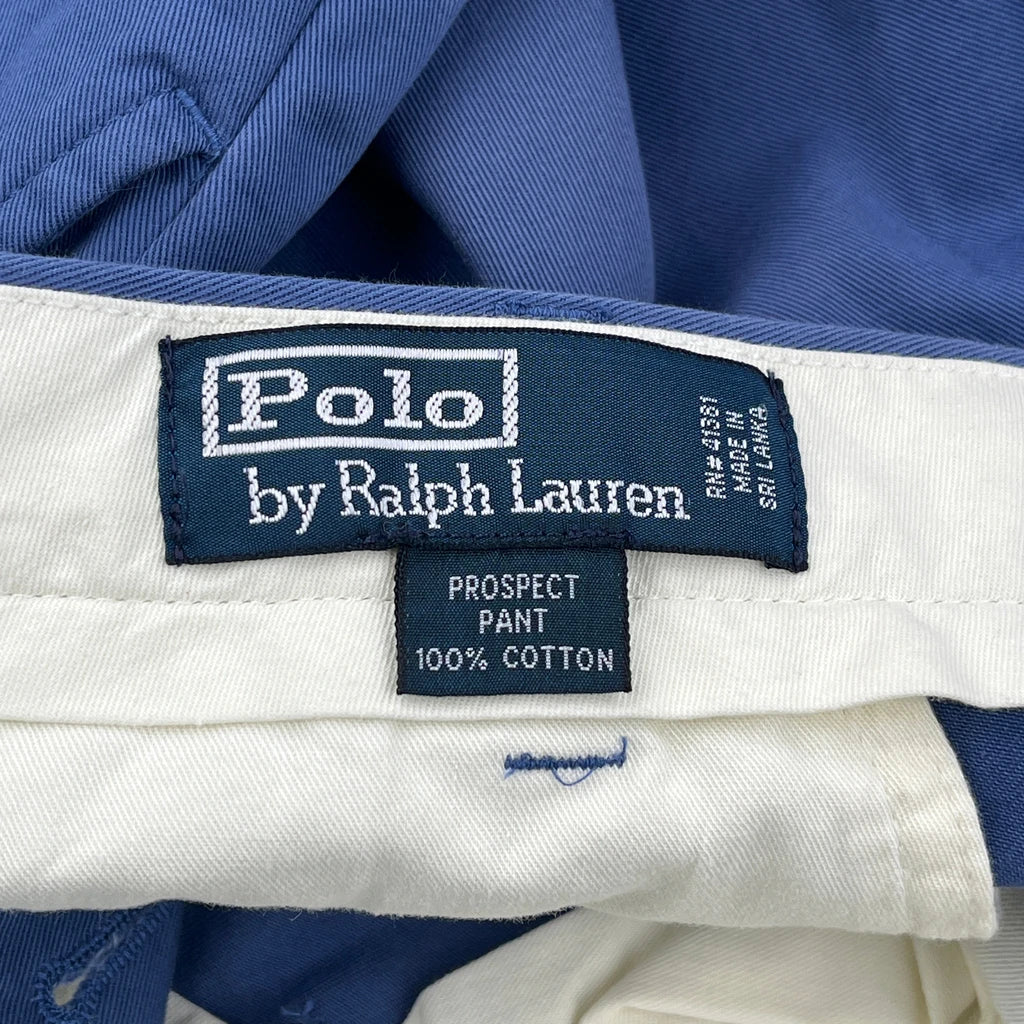 Polo
by Ralph Lauren
RN# 41381
MADE IN
SRI LANKA
PROSPECT
PANT
100% COTTON